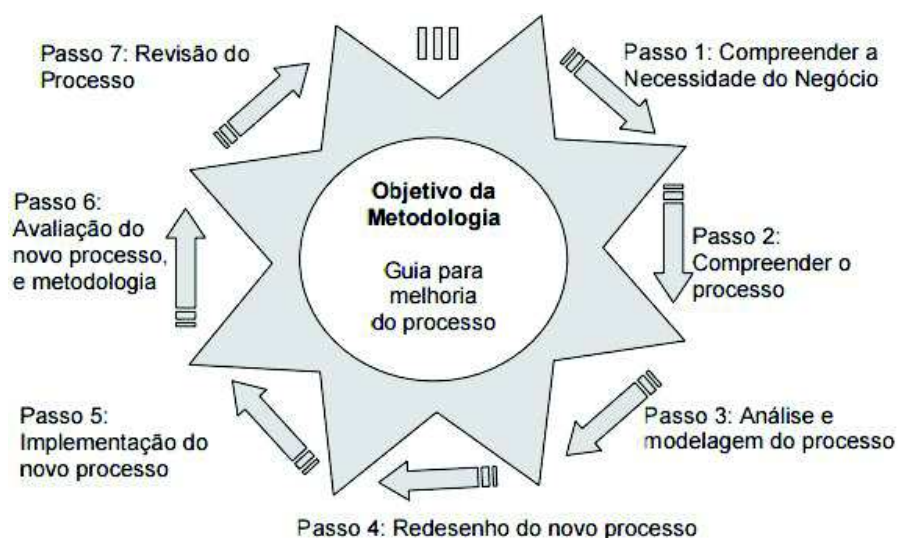 Passo 7: Revisão do
Processo
Passo 1: Compreender a
Necessidade do Negócio
Objetivo da
Metodologia
Guia para
melhoria
do processo
Passo 6:
Avaliação do
novo processo,
e metodologia
Passo 2:
Compreender o
processo
Passo 5:
Implementação do
novo processo
Passo 3: Análise e
modelagem do processo
Passo 4: Redesenho do novo processo